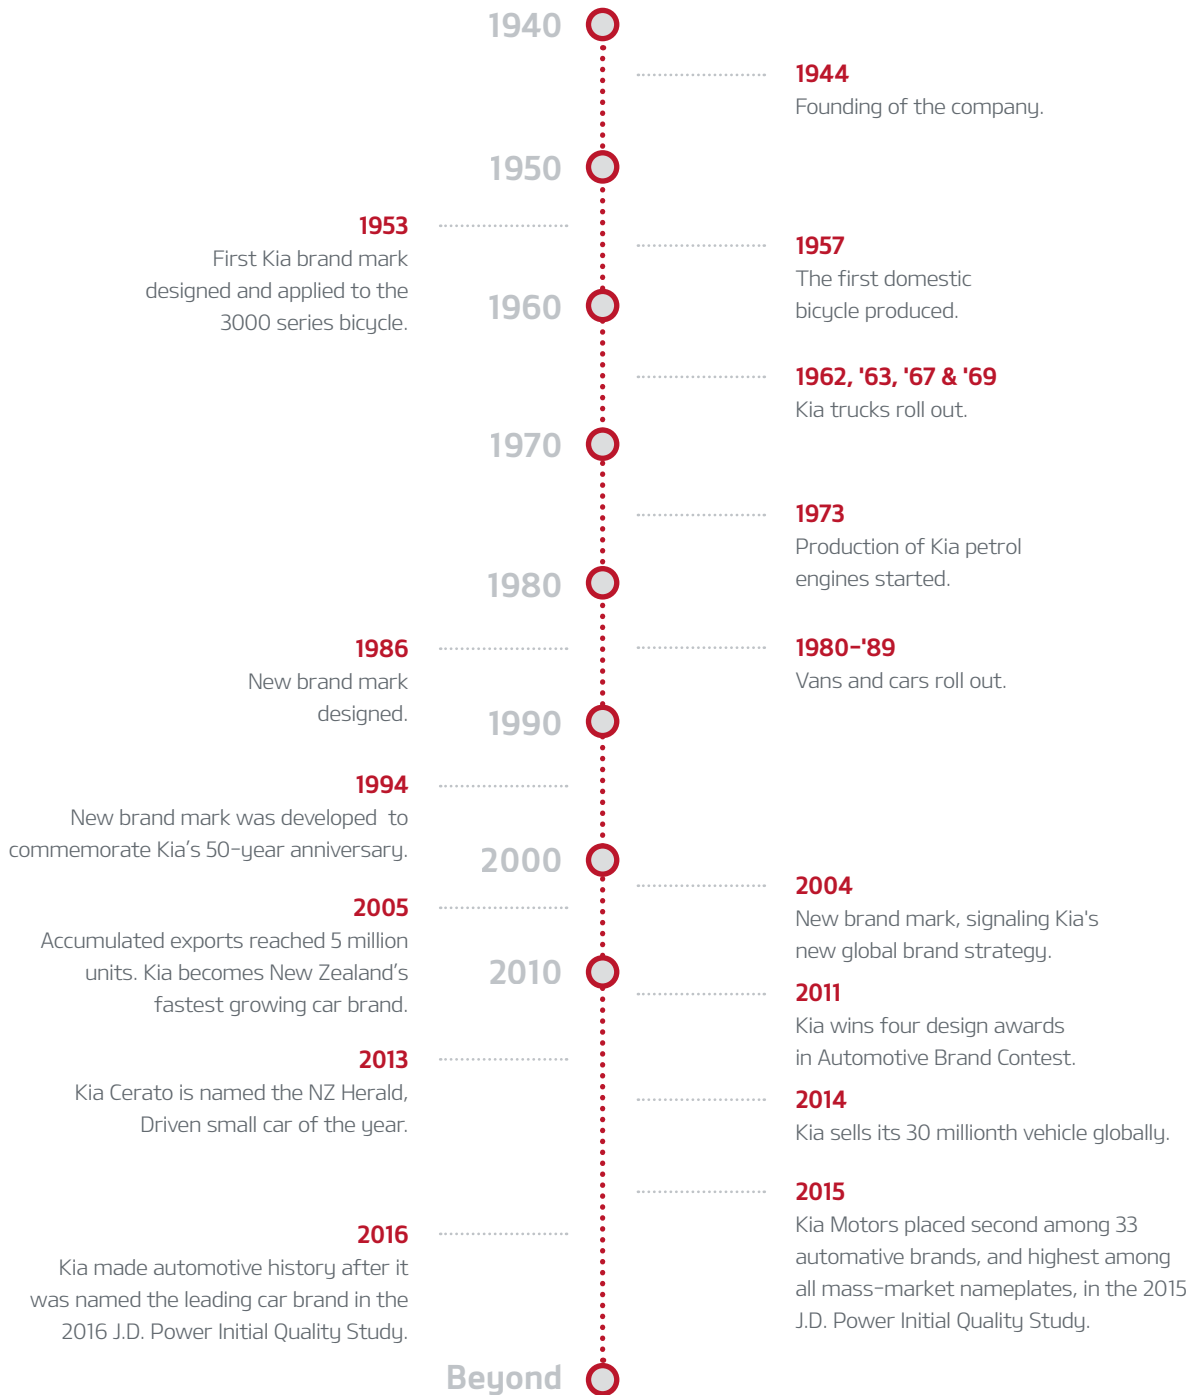 1940
1944
Founding of the company.
1950
1953
First Kia brand mark
designed and applied to the
3000 series bicycle.
1957
The first domestic
bicycle produced.
1960
1962, '63, '67 & '69
Kia trucks roll out.
1970
1973
Production of Kia petrol
engines started.
1980
1986
New brand mark
designed.
1980-'89
Vans and cars roll out.
1990
1994
New brand mark was developed  to
commemorate Kia’s 50-year anniversary.
2000
2004
New brand mark, signaling Kia's
new global brand strategy.
2005
Accumulated exports reached 5 million
units. Kia becomes New Zealand’s
fastest growing car brand.
2010
2011
Kia wins four design awards
in Automotive Brand Contest.
2013
Kia Cerato is named the NZ Herald,
Driven small car of the year.
2014
Kia sells its 30 millionth vehicle globally.
2015
Kia Motors placed second among 33
automative brands, and highest among
all mass-market nameplates, in the 2015
J.D. Power Initial Quality Study.
2016
Kia made automotive history after it
was named the leading car brand in the
2016 J.D. Power Initial Quality Study.
Beyond